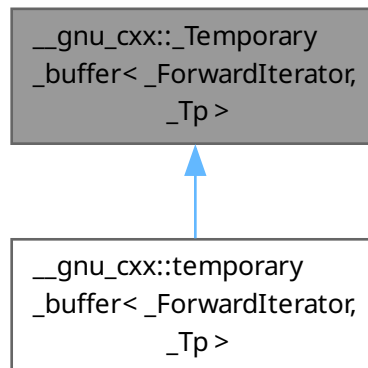 __gnu_cxx::_Temporary
_buffer< _ForwardIterator,
_Tp >
__gnu_cxx::temporary
_buffer< _ForwardIterator,
_Tp >